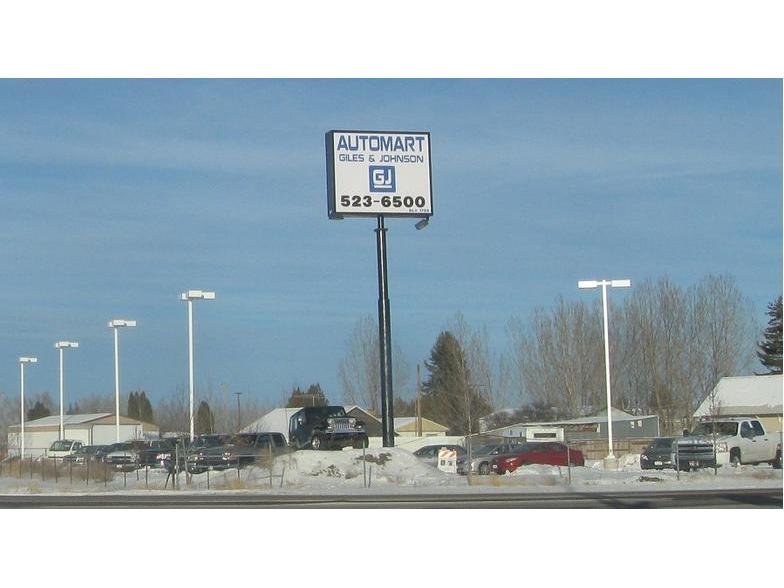 AUTOMART
GILES & JOHNSON
GJ
523-6500